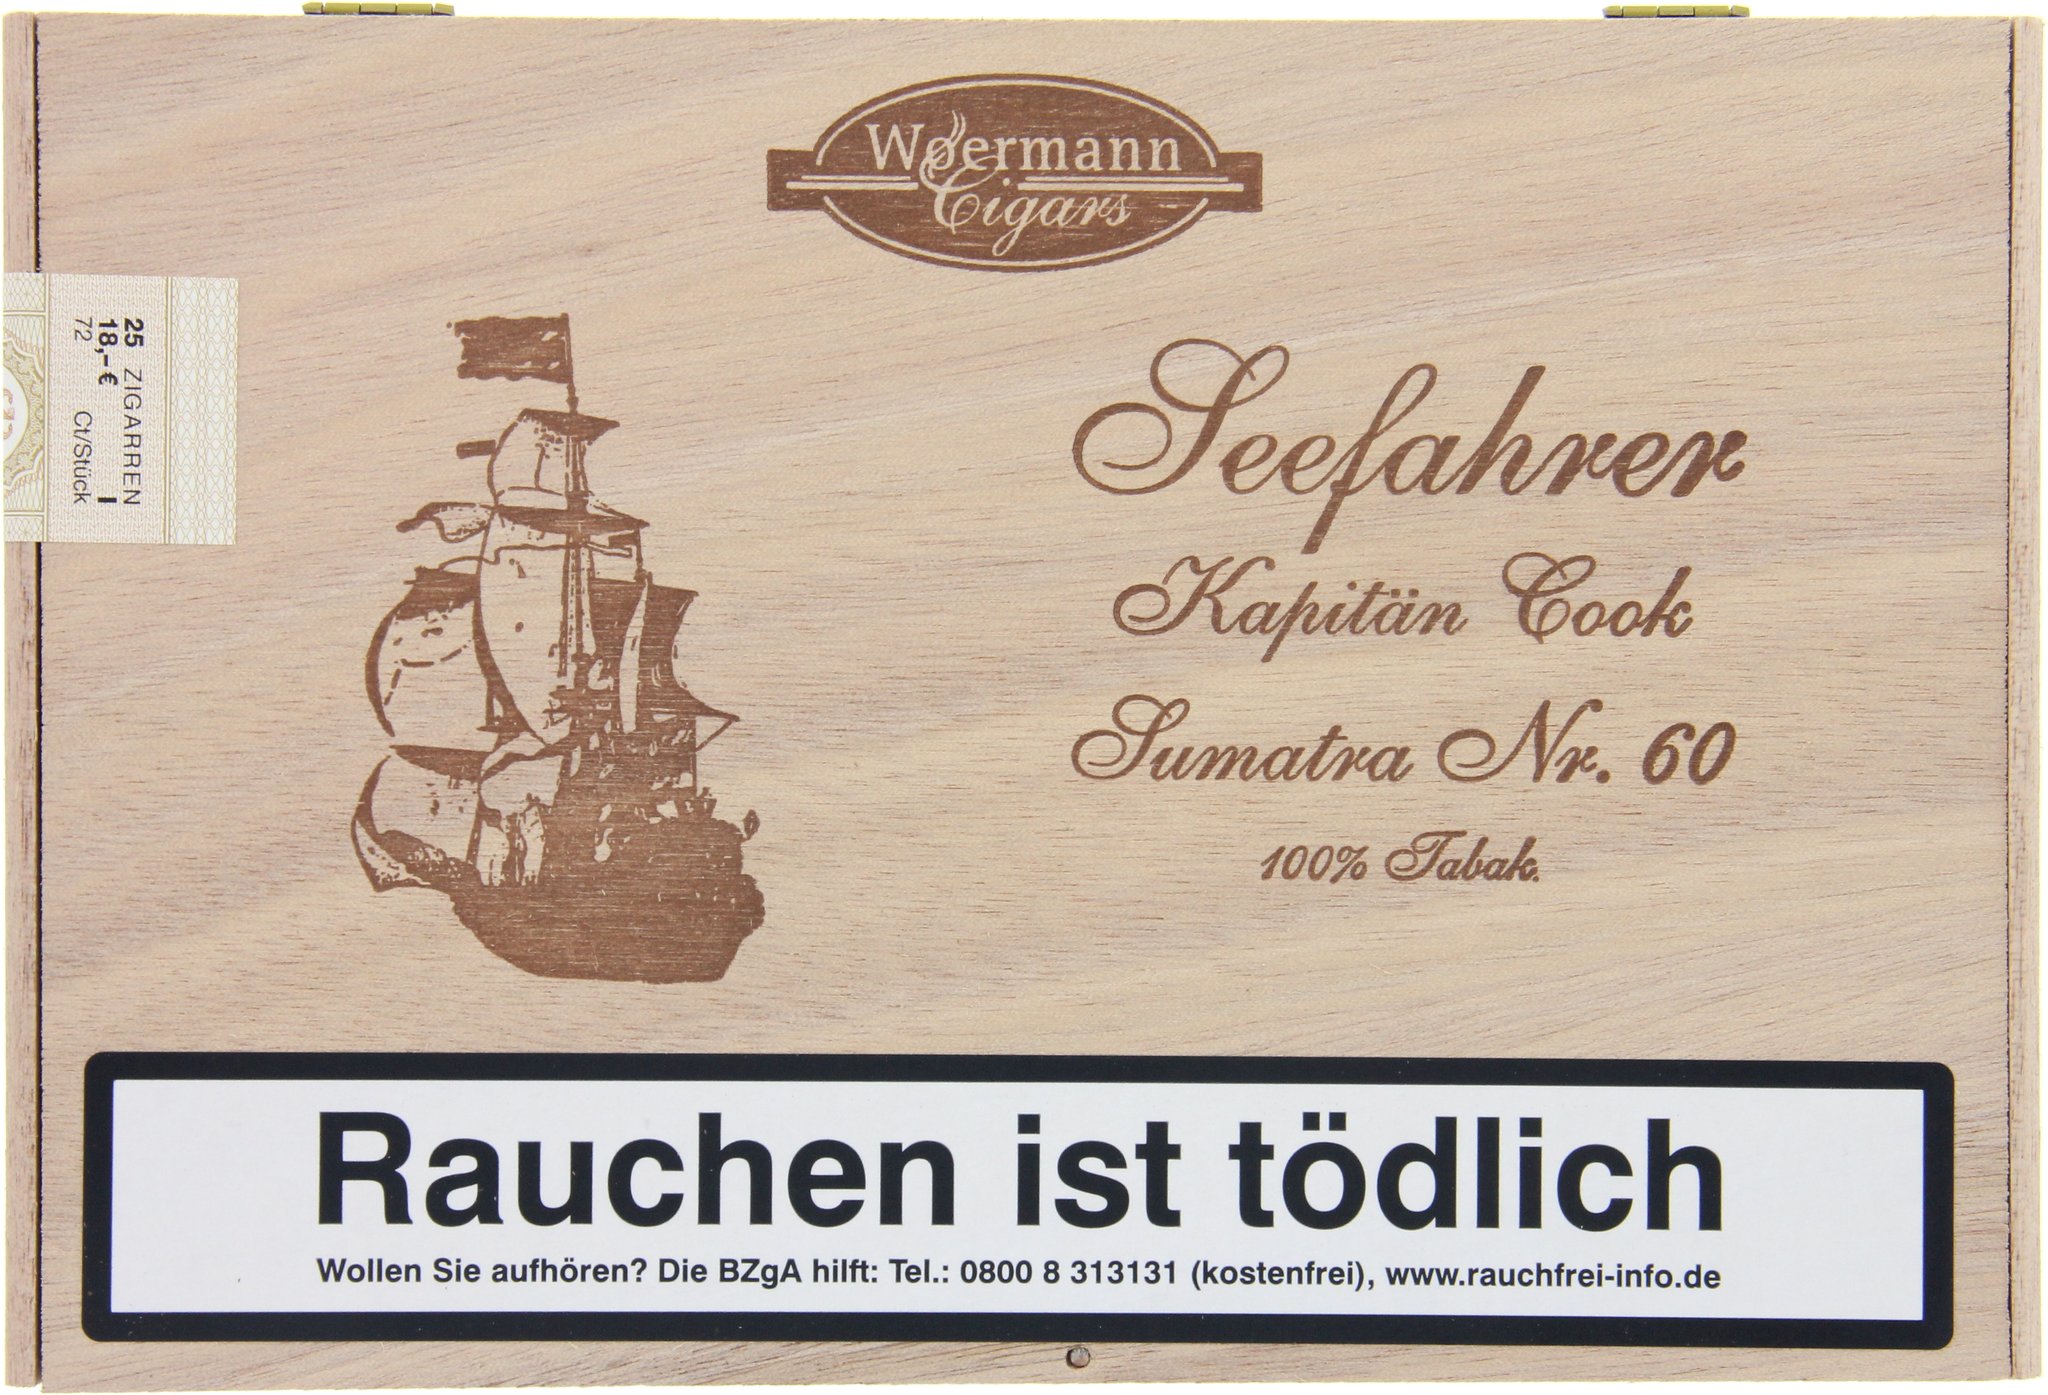 Woermann
Cigars
25 ZIGARREN
18,-€ I
72 Ct/Stück
Seefahrer
Kapitän Cook
Sumatra Nr. 60
100% Tabak.
Rauchen ist tödlich
Wollen Sie aufhören? Die BZgA hilft: Tel.: 0800 8 313131 (kostenfrei), www.rauchfrei-info.de